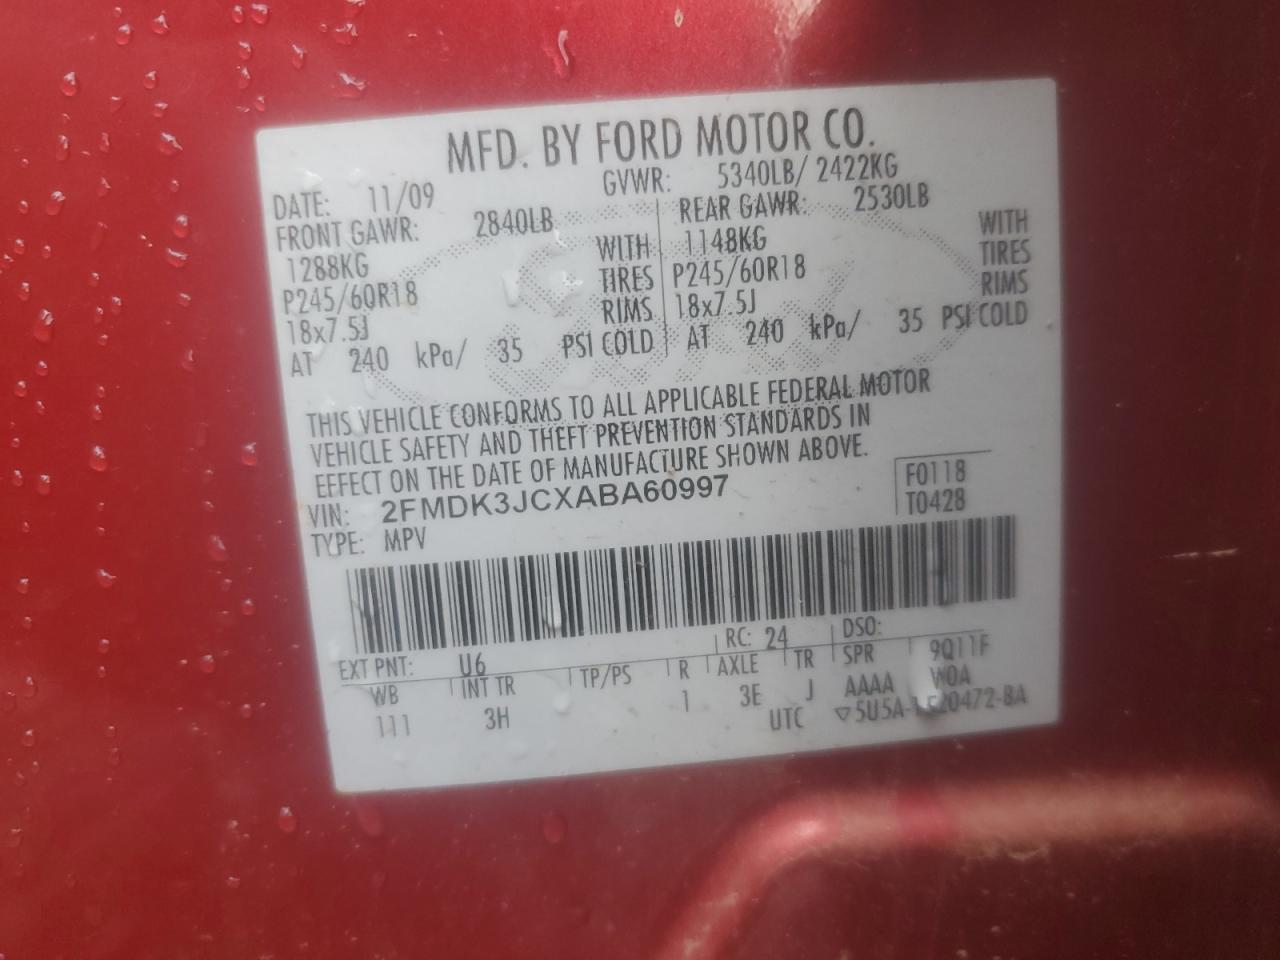 MFD. BY FORD MOTOR CO.
DATE: 11/09 GVWR: 5340LB/ 2422KG
FRONT GAWR: 2840LB REAR GAWR: 2530LB
1288KG WITH 1148KG WITH
P245/60R18 TIRES P245/60R18 TIRES
18x7.5J RIMS 18x7.5J RIMS
AT 240 kPa/ 35 PSI COLD AT 240 kPa/ 35 PSI COLD
THIS VEHICLE CONFORMS TO ALL APPLICABLE FEDERAL MOTOR
VEHICLE SAFETY AND THEFT PREVENTION STANDARDS IN
EFFECT ON THE DATE OF MANUFACTURE SHOWN ABOVE.
VIN: 2FMDK3JCXABA60997 F0118
TYPE: MPV T0428
EXT PNT: U6 RC: 24 DSO:
WB INT TR TP/PS R AXLE TR SPR 9Q11F
111 3H 1 3E J AAAA WOA
UTC